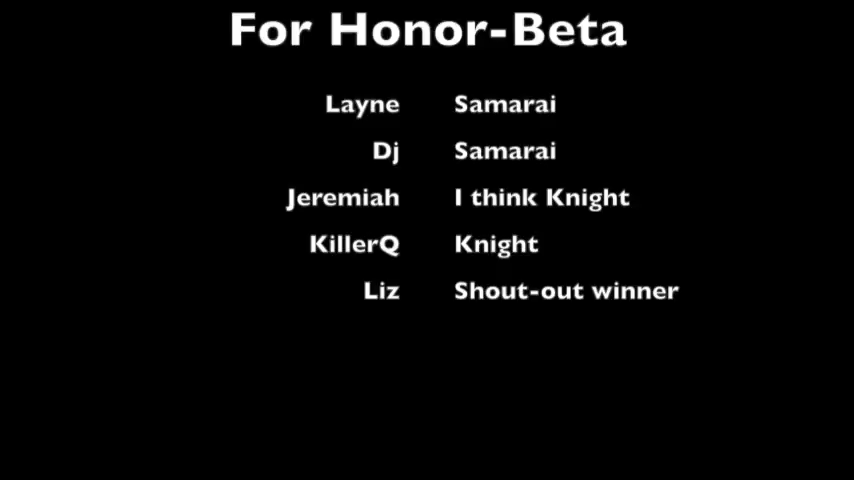 For Honor-Beta
Layne Samarai
Dj Samarai
Jeremiah I think Knight
KillerQ Knight
Liz Shout-out winner